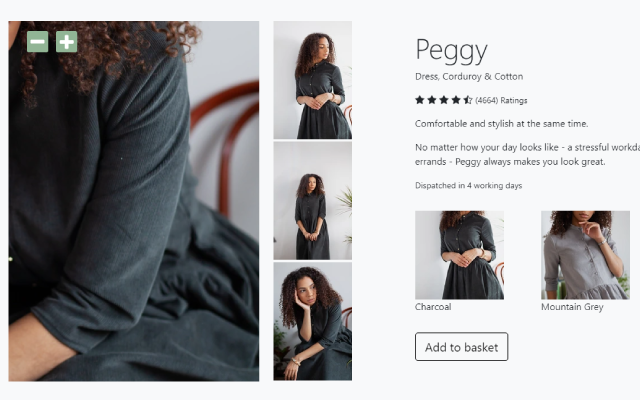 Peggy
Dress, Corduroy & Cotton
(4664) Ratings
Comfortable and stylish at the same time.
No matter how your day looks like - a stressful workda
errands - Peggy always makes you look great.
Dispatched in 4 working days
Charcoal
Mountain Grey
Add to basket